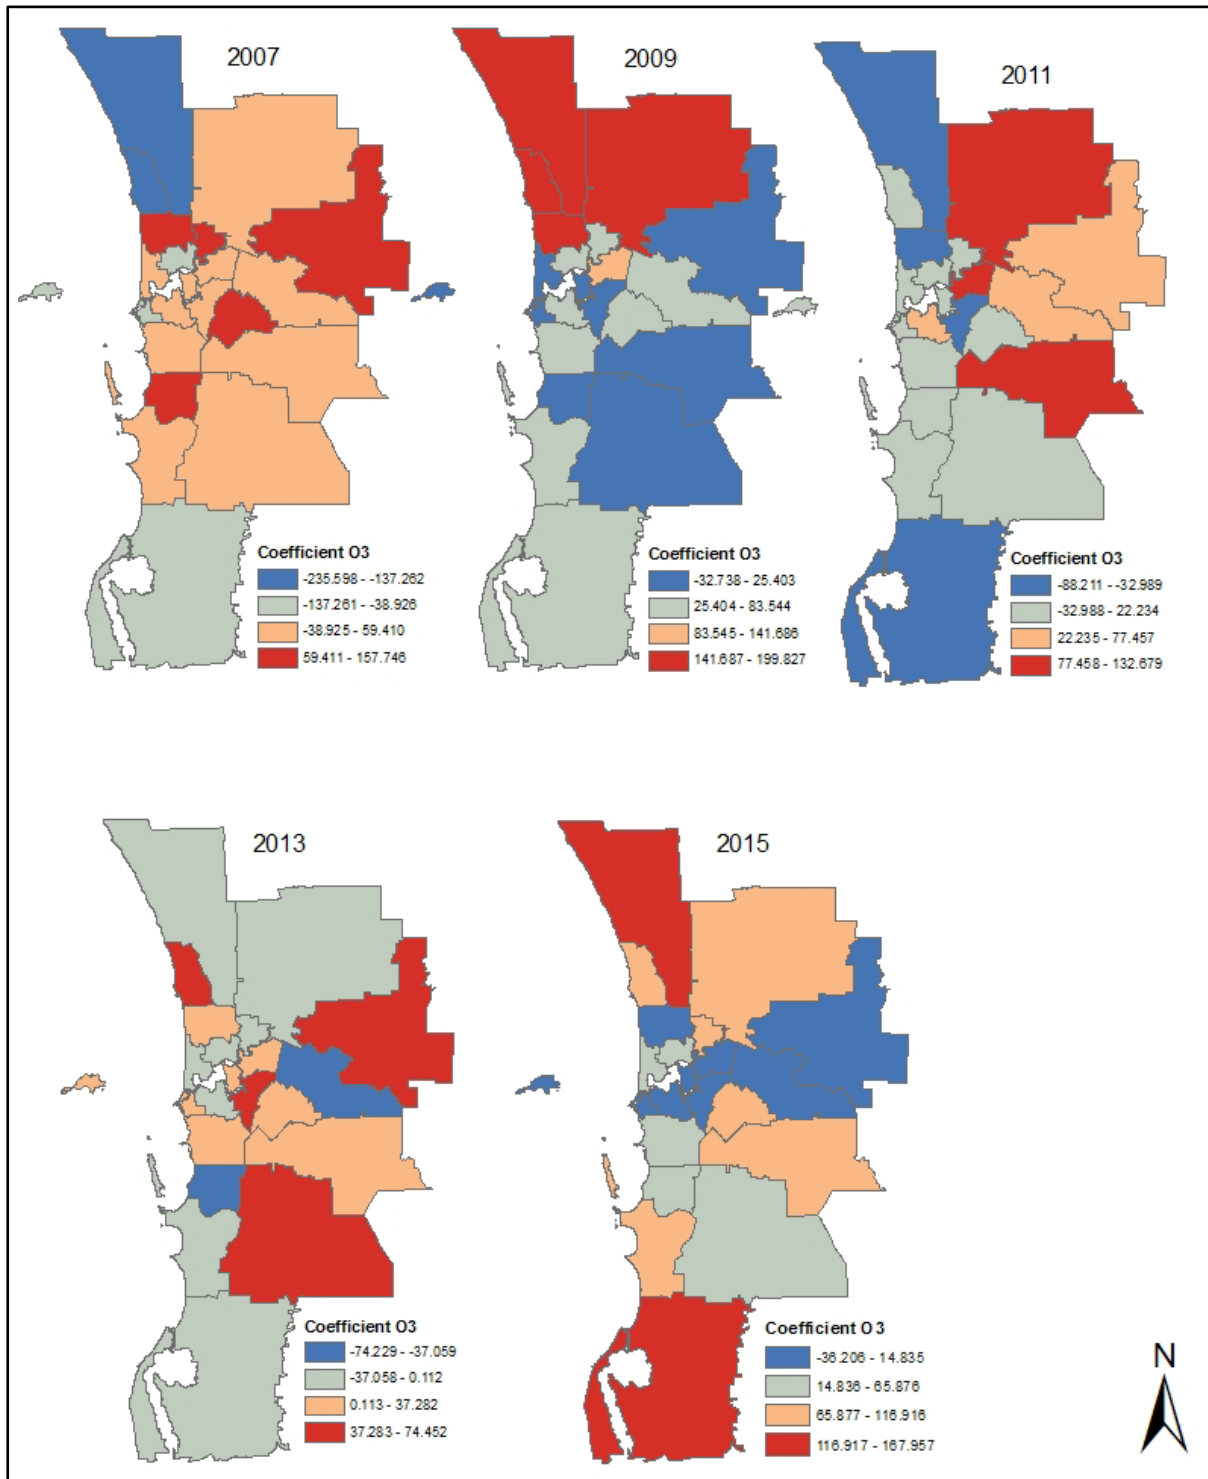 2007
2009
2011
Coefficient O3
-235.598 - -137.262
-137.261 - -38.926
-38.925 - 59.410
59.411 - 157.746
Coefficient O3
-32.738 - 25.403
25.404 - 83.544
83.545 - 141.686
141.687 - 199.827
Coefficient O3
-88.211 - -32.989
-32.988 - 22.234
22.235 - 77.457
77.458 - 132.679
2013
2015
Coefficient O3
-74.229 - -37.059
-37.058 - 0.112
0.113 - 37.282
37.283 - 74.452
Coefficient O3
-36.206 - 14.835
14.836 - 65.876
65.877 - 116.916
116.917 - 167.957
N